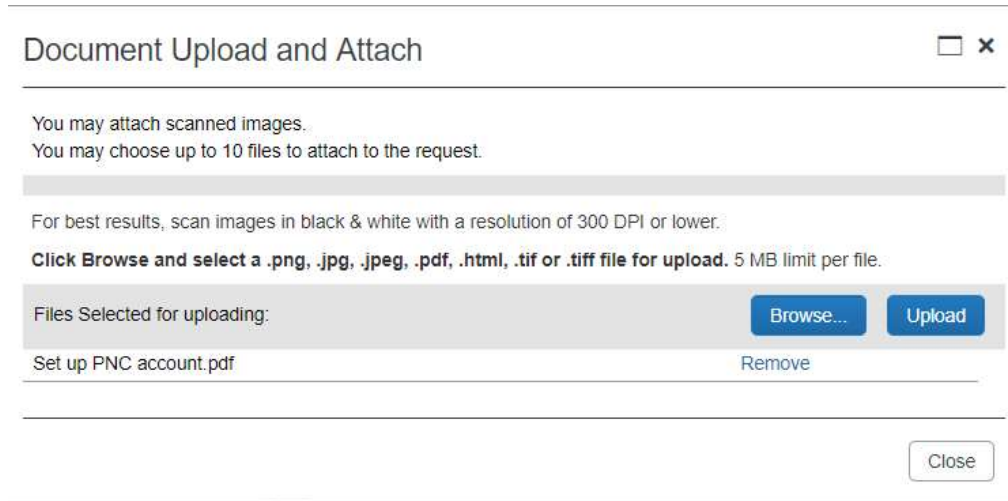 Document Upload and Attach
You may attach scanned images.
You may choose up to 10 files to attach to the request.
For best results, scan images in black & white with a resolution of 300 DPI or lower.
Click Browse and select a .png, .jpg, .jpeg, .pdf, .html, .tif or .tiff file for upload. 5 MB limit per file.
Files Selected for uploading: Browse... Upload
Set up PNC account.pdf Remove
Close